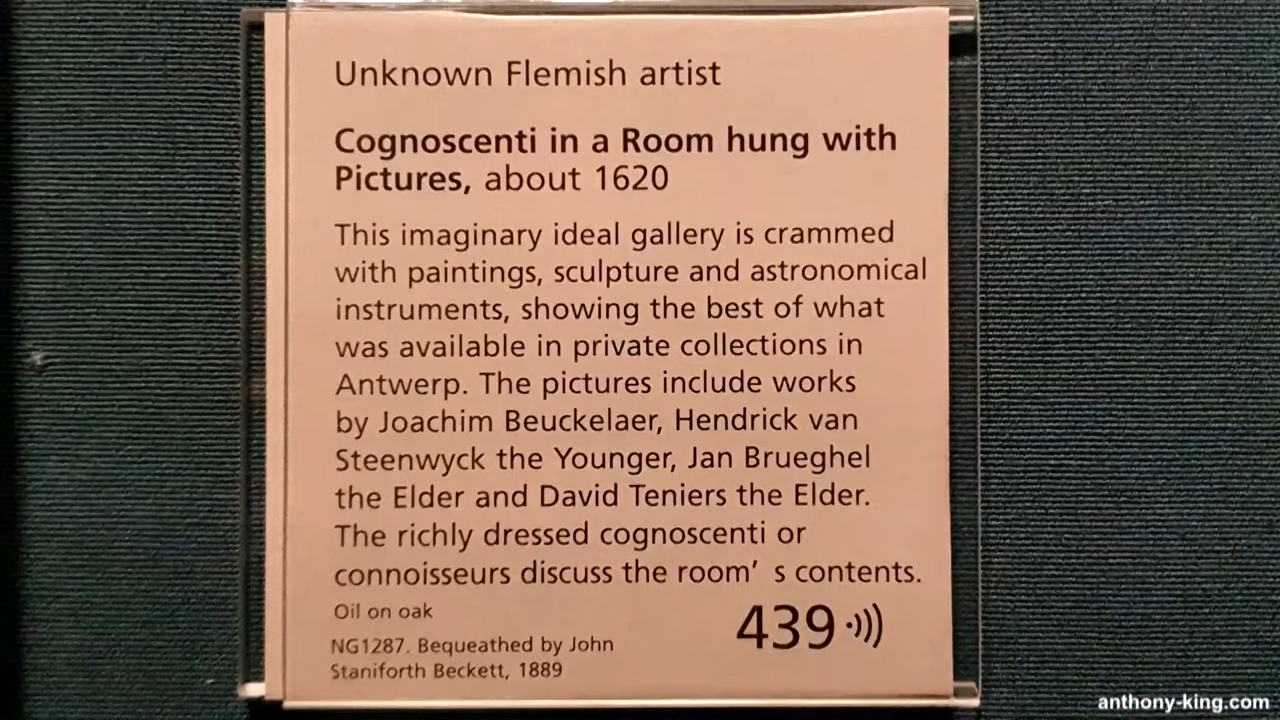 Unknown Flemish artist
Cognoscenti in a Room hung with
Pictures, about 1620
This imaginary ideal gallery is crammed
with paintings, sculpture and astronomical
instruments, showing the best of what
was available in private collections in
Antwerp. The pictures include works
by Joachim Beuckelaer, Hendrick van
Steenwyck the Younger, Jan Brueghel
the Elder and David Teniers the Elder.
The richly dressed cognoscenti or
connoisseurs discuss the room' s contents.
Oil on oak
439
NG1287. Bequeathed by John
Staniforth Beckett, 1889
anthony-king.com